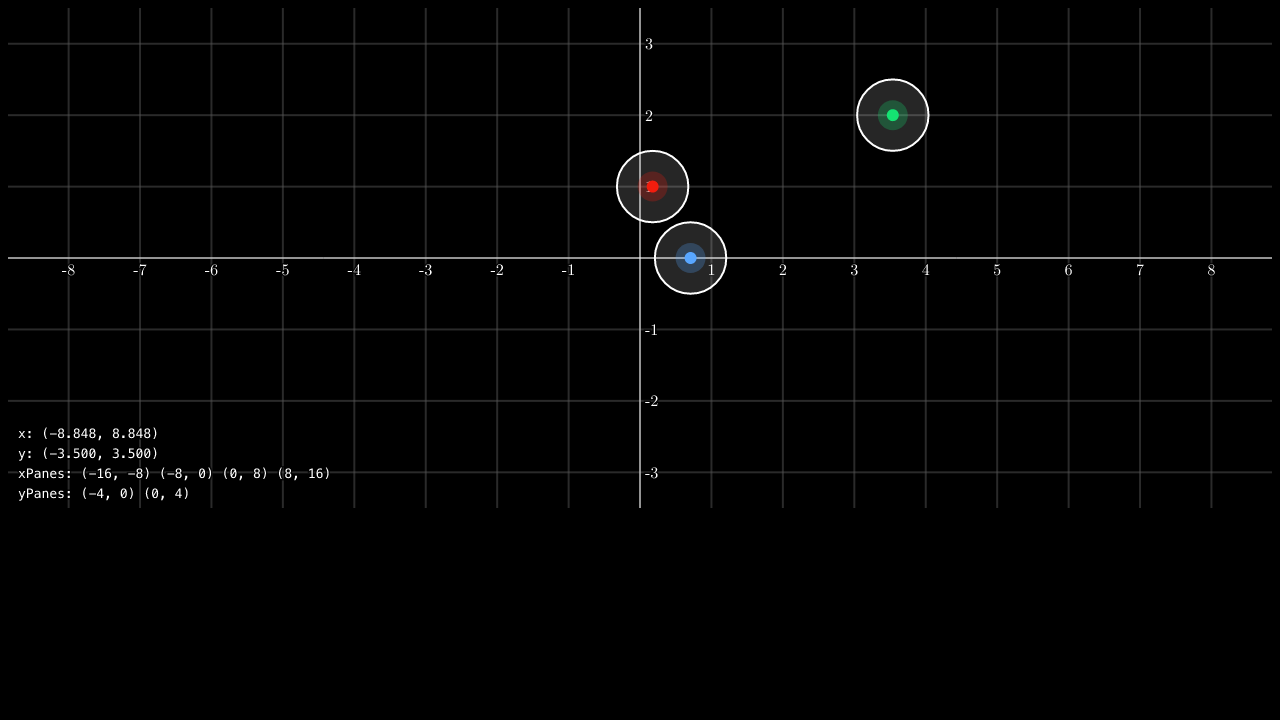 3
2
1
-8 -7 -6 -5 -4 -3 -2 -1 1 2 3 4 5 6 7 8
-1
-2
-3
x: (-8.848, 8.848)
y: (-3.500, 3.500)
xPanes: (-16, -8) (-8, 0) (0, 8) (8, 16)
yPanes: (-4, 0) (0, 4)